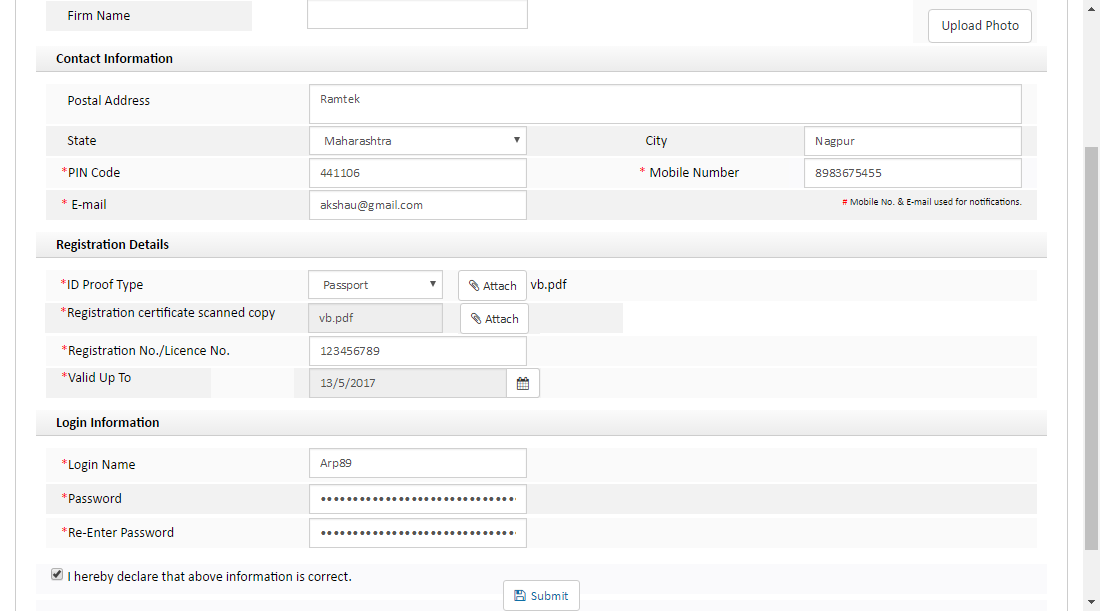 Firm Name
Upload Photo
Contact Information
Postal Address Ramtek
State Maharashtra City Nagpur
*PIN Code 441106 * Mobile Number 8983675455
* E-mail akshau@gmail.com # Mobile No. & E-mail used for notifications.
Registration Details
*ID Proof Type Passport Attach vb.pdf
*Registration certificate scanned copy vb.pdf Attach
*Registration No./Licence No. 123456789
*Valid Up To 13/5/2017
Login Information
*Login Name Arp89
*Password
*Re-Enter Password
I hereby declare that above information is correct.
Submit